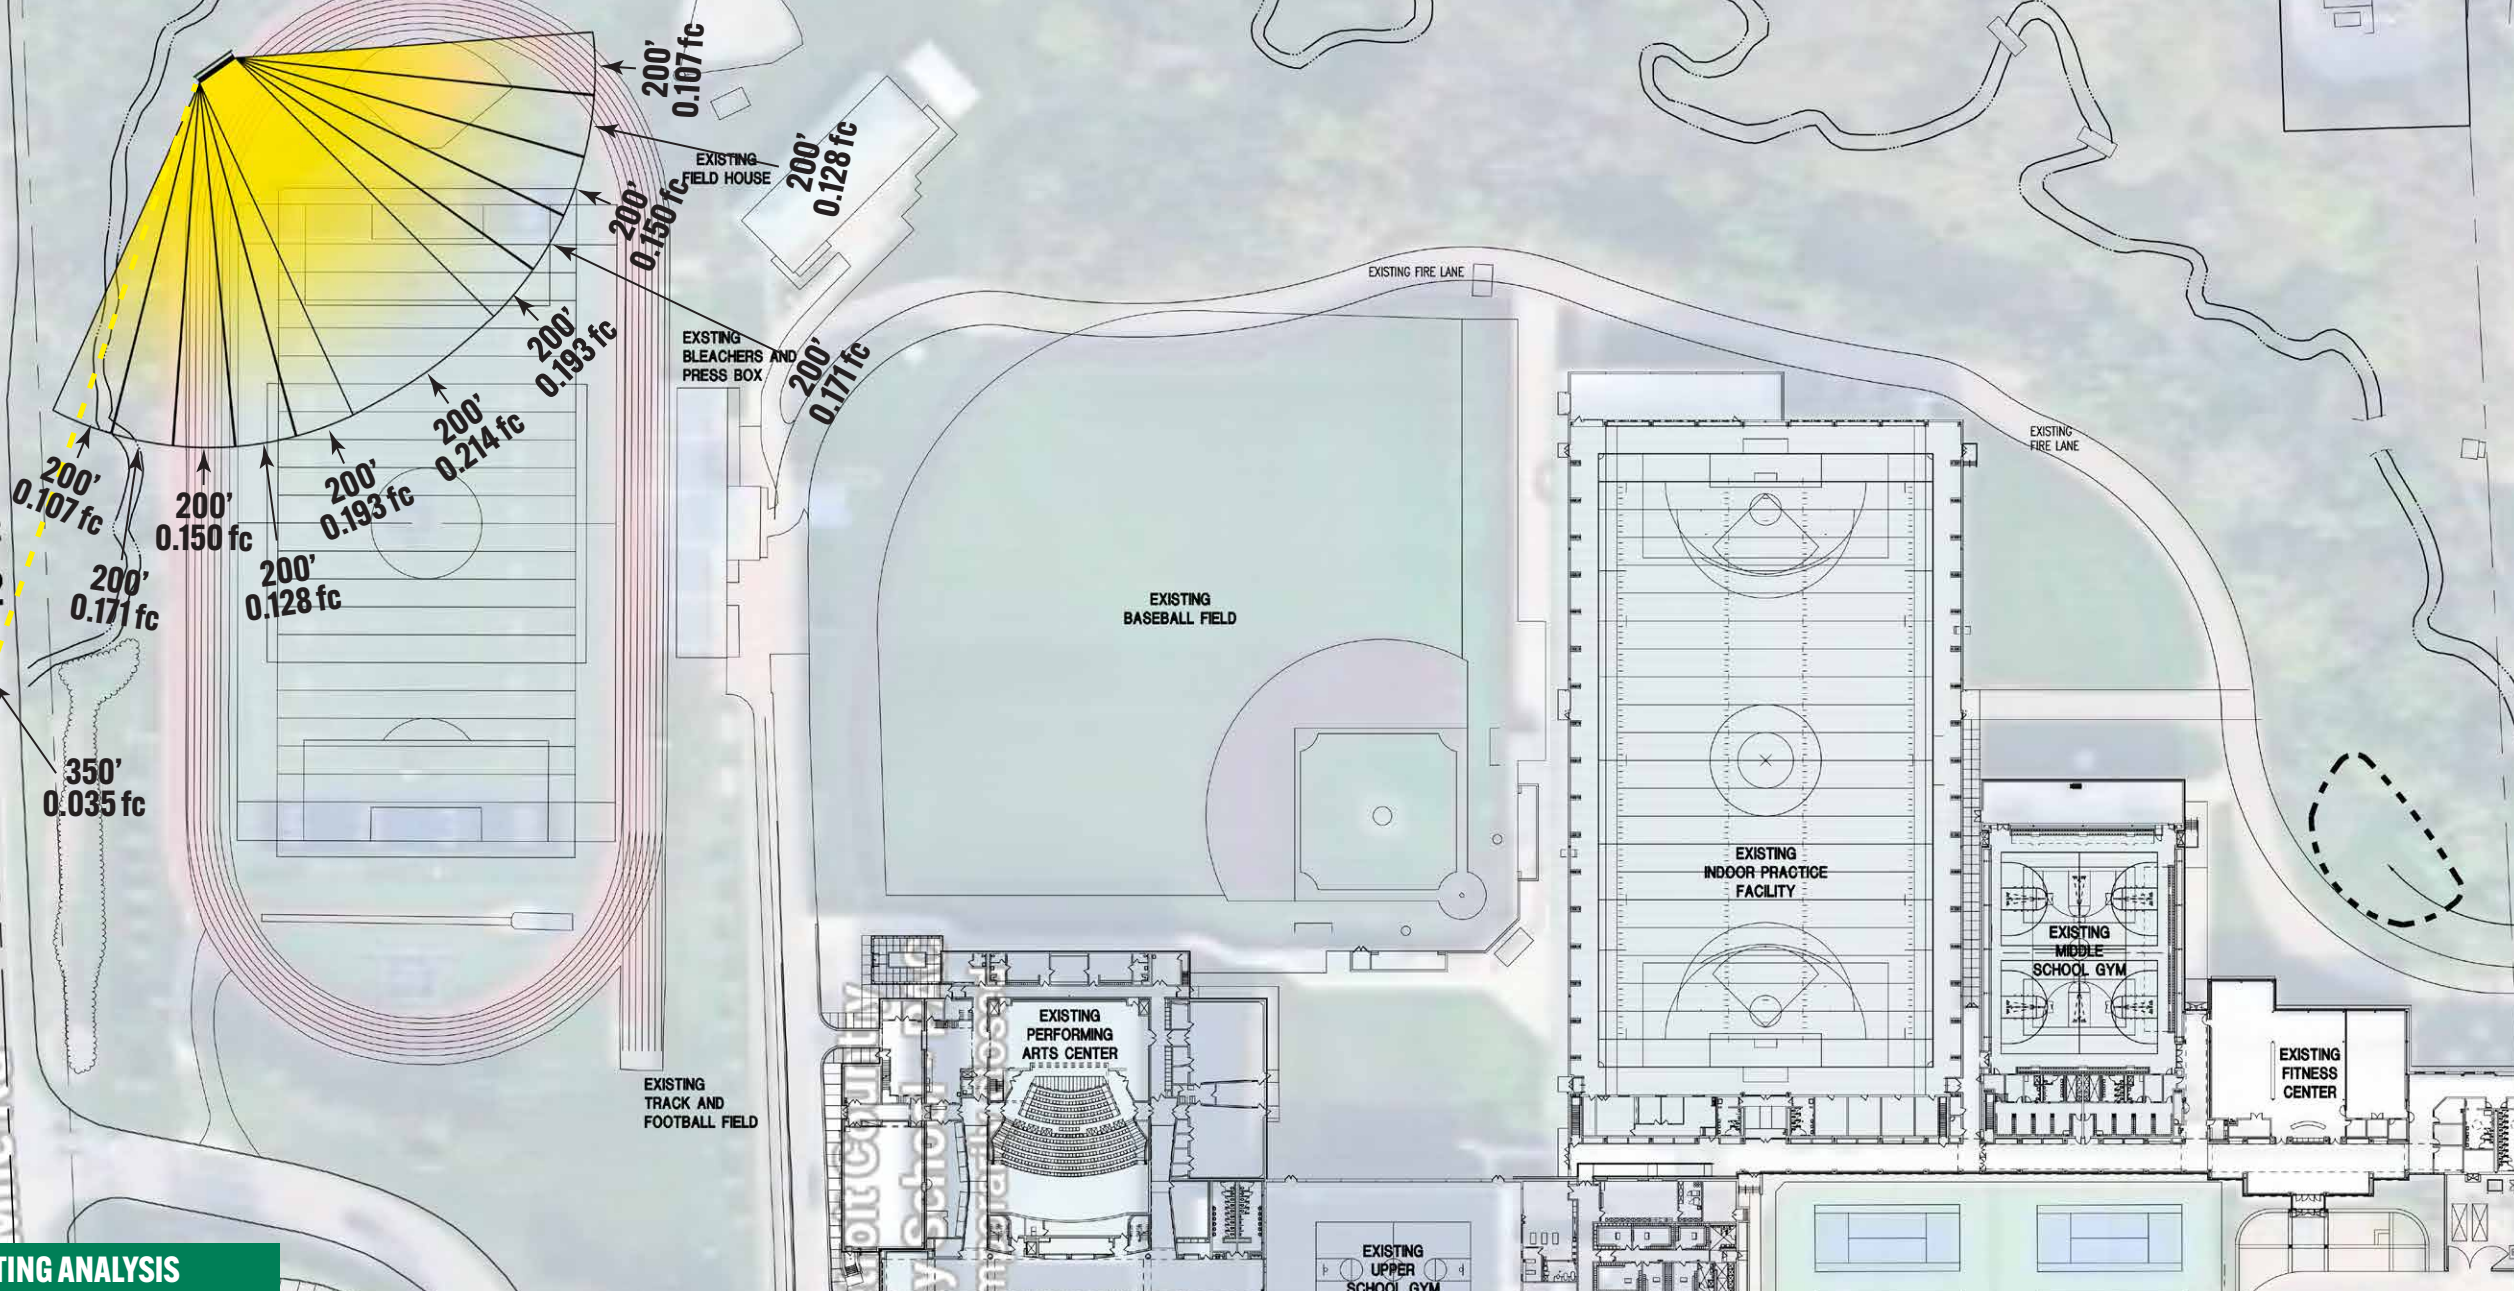 200’
0.107 fc
200’
0.128 fc
EXISTING
FIELD HOUSE
200’
0.150 fc
EXISTING FIRE LANE
200’
0.193 fc
EXSTING
BLEACHERS AND
PRESS BOX
200’
0.171 fc
200’
0.214 fc
EXISTING
FIRE LANE
200’
0.107 fc
200’
0.193 fc
200’
0.150 fc
200’
0.128 fc
200’
0.171 fc
EXISTING
BASEBALL FIELD
350’
0.035 fc
EXISTING
INDOOR PRACTICE
FACILITY
EXISTING
MIDDLE
SCHOOL GYM
EXISTING
PERFORMING
ARTS CENTER
EXISTING
FITNESS
CENTER
EXISTING
TRACK AND
FOOTBALL FIELD
EXISTING
UPPER
SCHOOL GYM
TING ANALYSIS